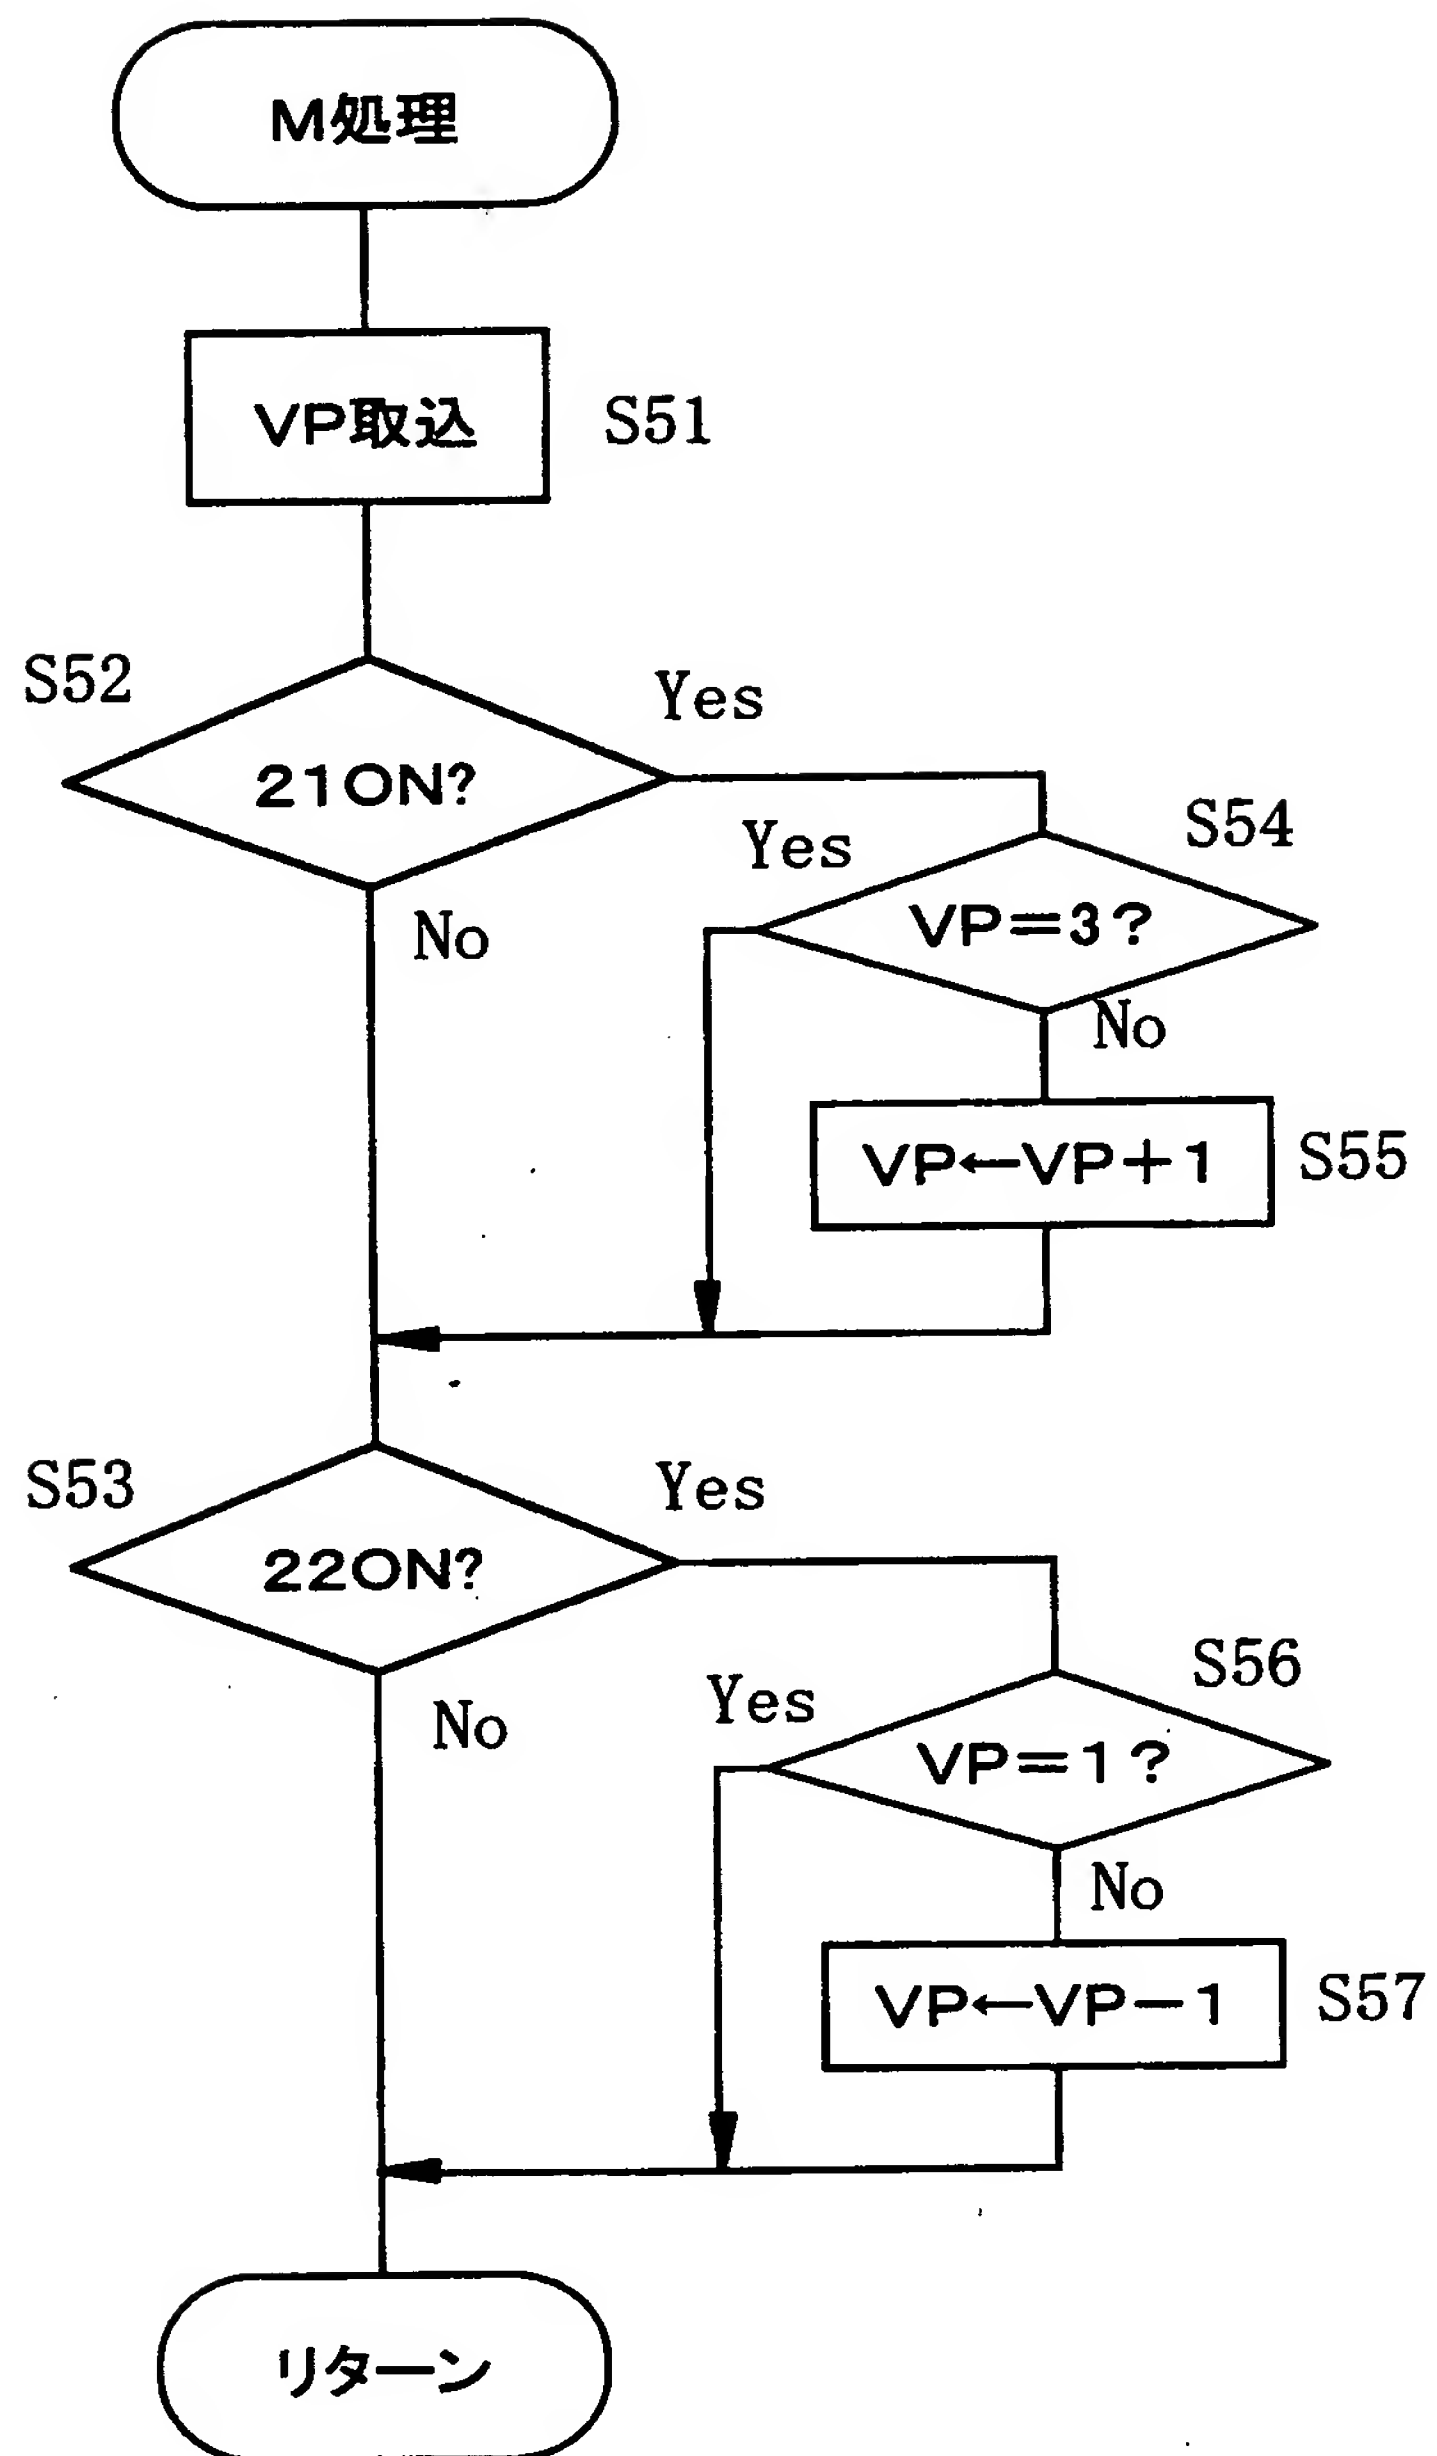 M処理
VP取込
S51
S52
Yes
21ON?
No
S54
Yes
VP=3?
No
VP←VP+1
S55
S53
Yes
22ON?
No
S56
Yes
VP=1?
No
VP←VP-1
S57
リターン